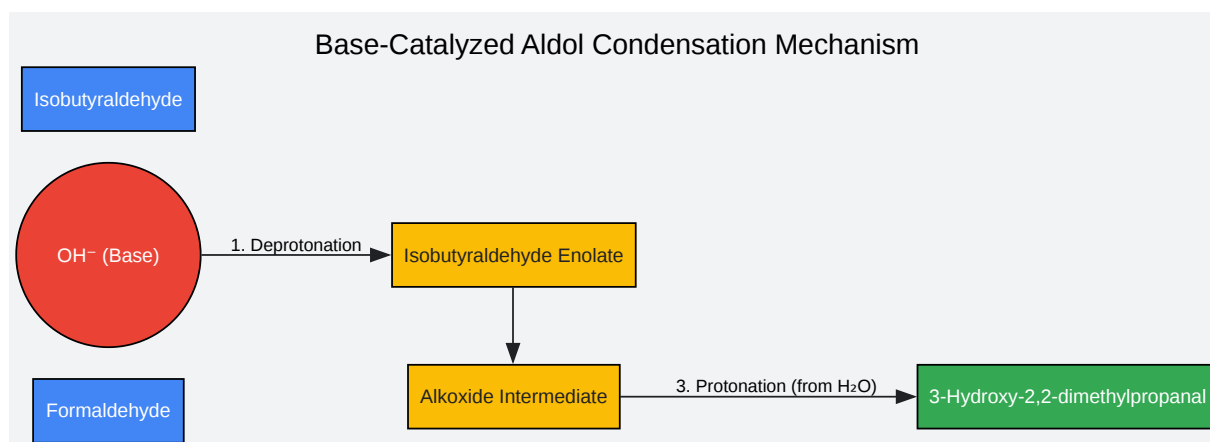 Base-Catalyzed Aldol Condensation Mechanism
Isobutyraldehyde
OH⁻ (Base)
1. Deprotonation
Isobutyraldehyde Enolate
Formaldehyde
Alkoxide Intermediate
3. Protonation (from H₂O)
3-Hydroxy-2,2-dimethylpropanal